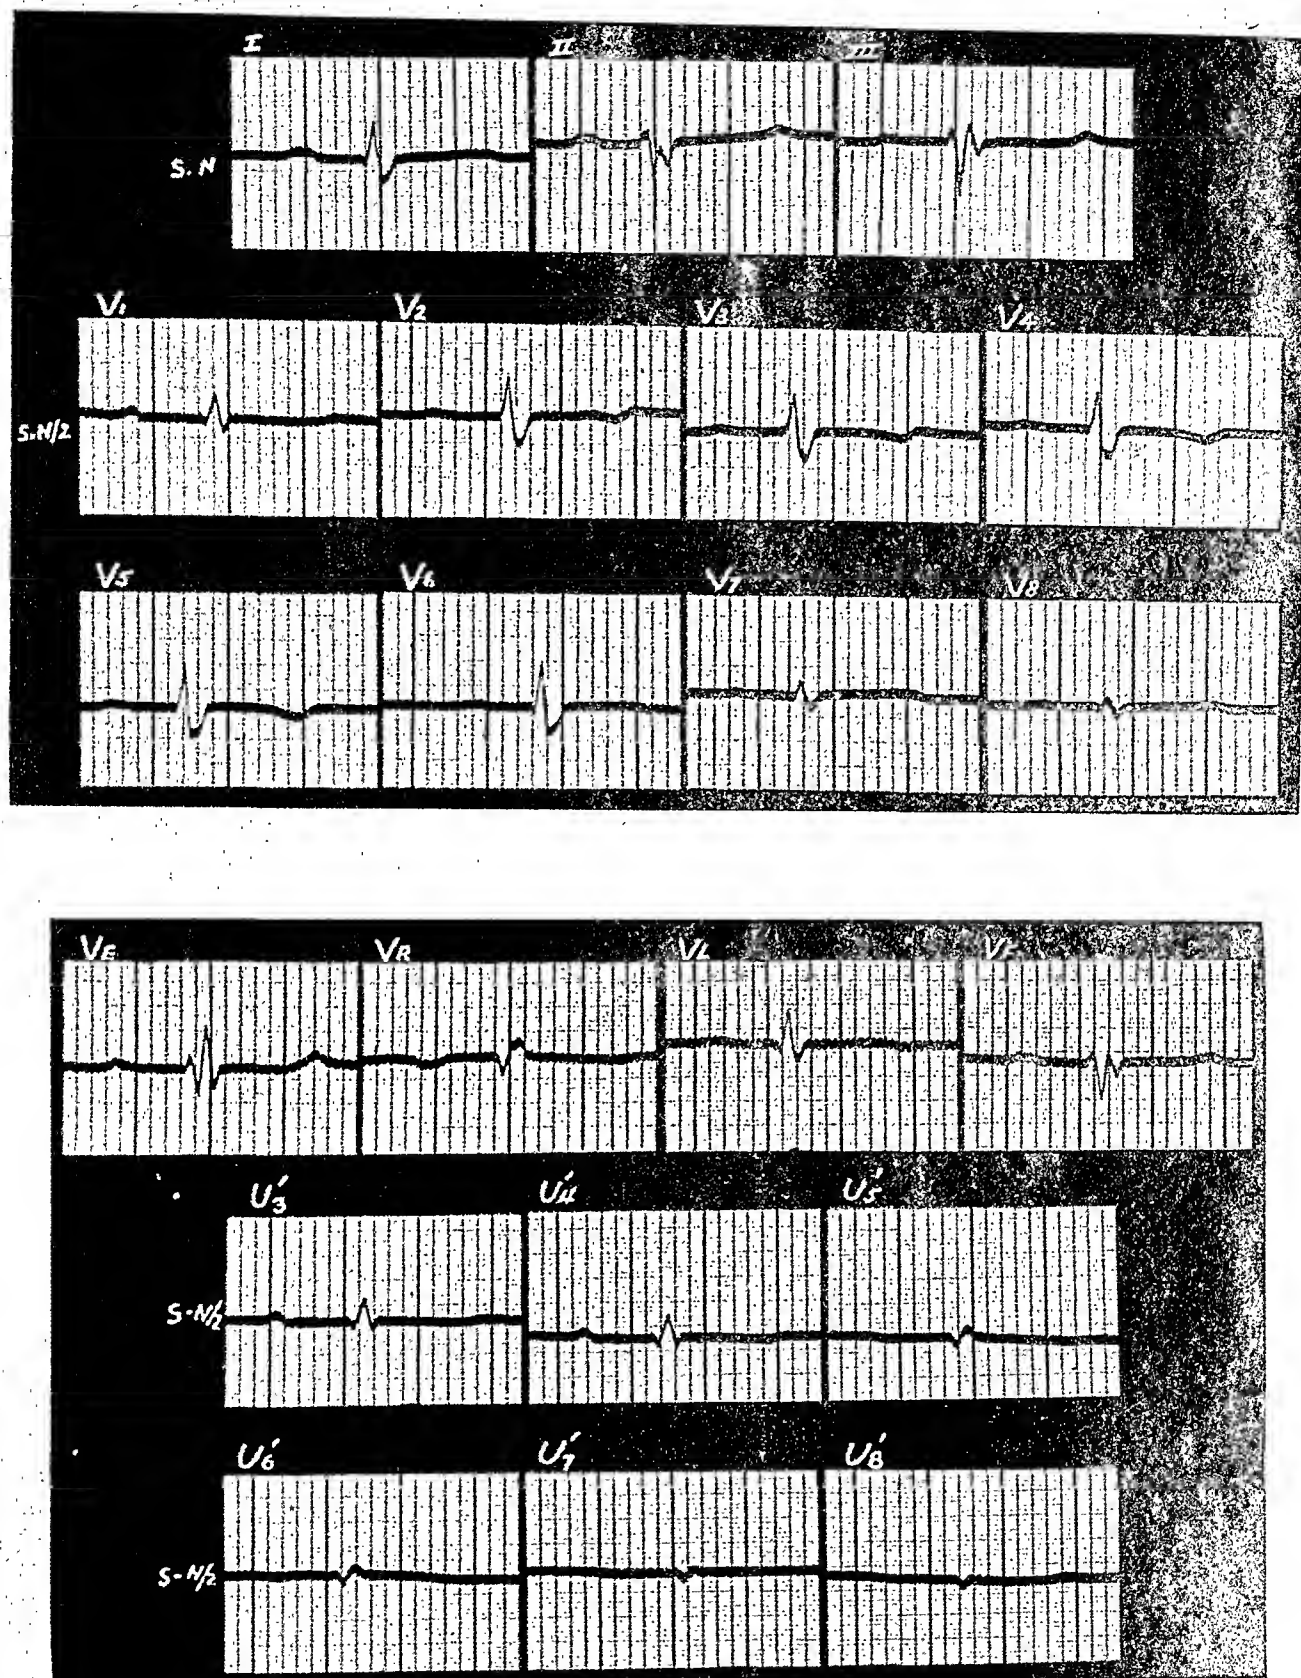 I II III
S.N
V1 V2 V3 V4
S.N/2
V5 V6 V7 V8
VE VR VL VF
U'3 U'4 U'5
S-N/2
U'6 U'7 U'8
S-N/2